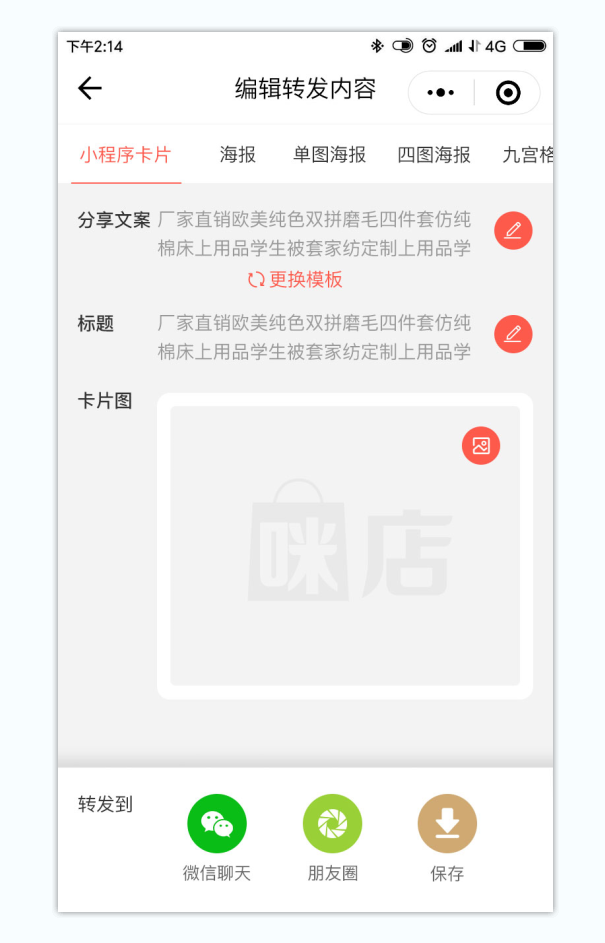 下午2:14 4G
编辑转发内容
小程序卡片 海报 单图海报 四图海报 九宫格
分享文案 厂家直销欧美纯色双拼磨毛四件套仿纯
棉床上用品学生被套家纺定制上用品学
更换模板
标题 厂家直销欧美纯色双拼磨毛四件套仿纯
棉床上用品学生被套家纺定制上用品学
卡片图
咪店
转发到
微信聊天 朋友圈 保存